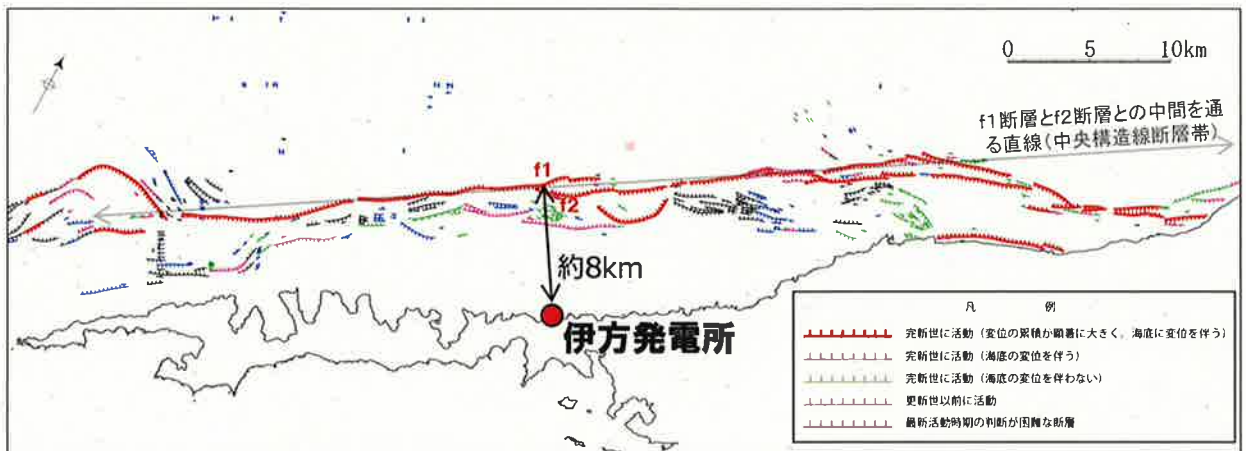 0 5 10km
f1断層とf2断層との中間を通
る直線(中央構造線断層帯)
f1
f2
約8km
伊方発電所
凡 例
完新世に活動(変位の累積が顕著に大きく,海底に変位を伴う)
完新世に活動(海底の変位を伴う)
完新世に活動(海底の変位を伴わない)
更新世以前に活動
最新活動時期の判断が困難な断層